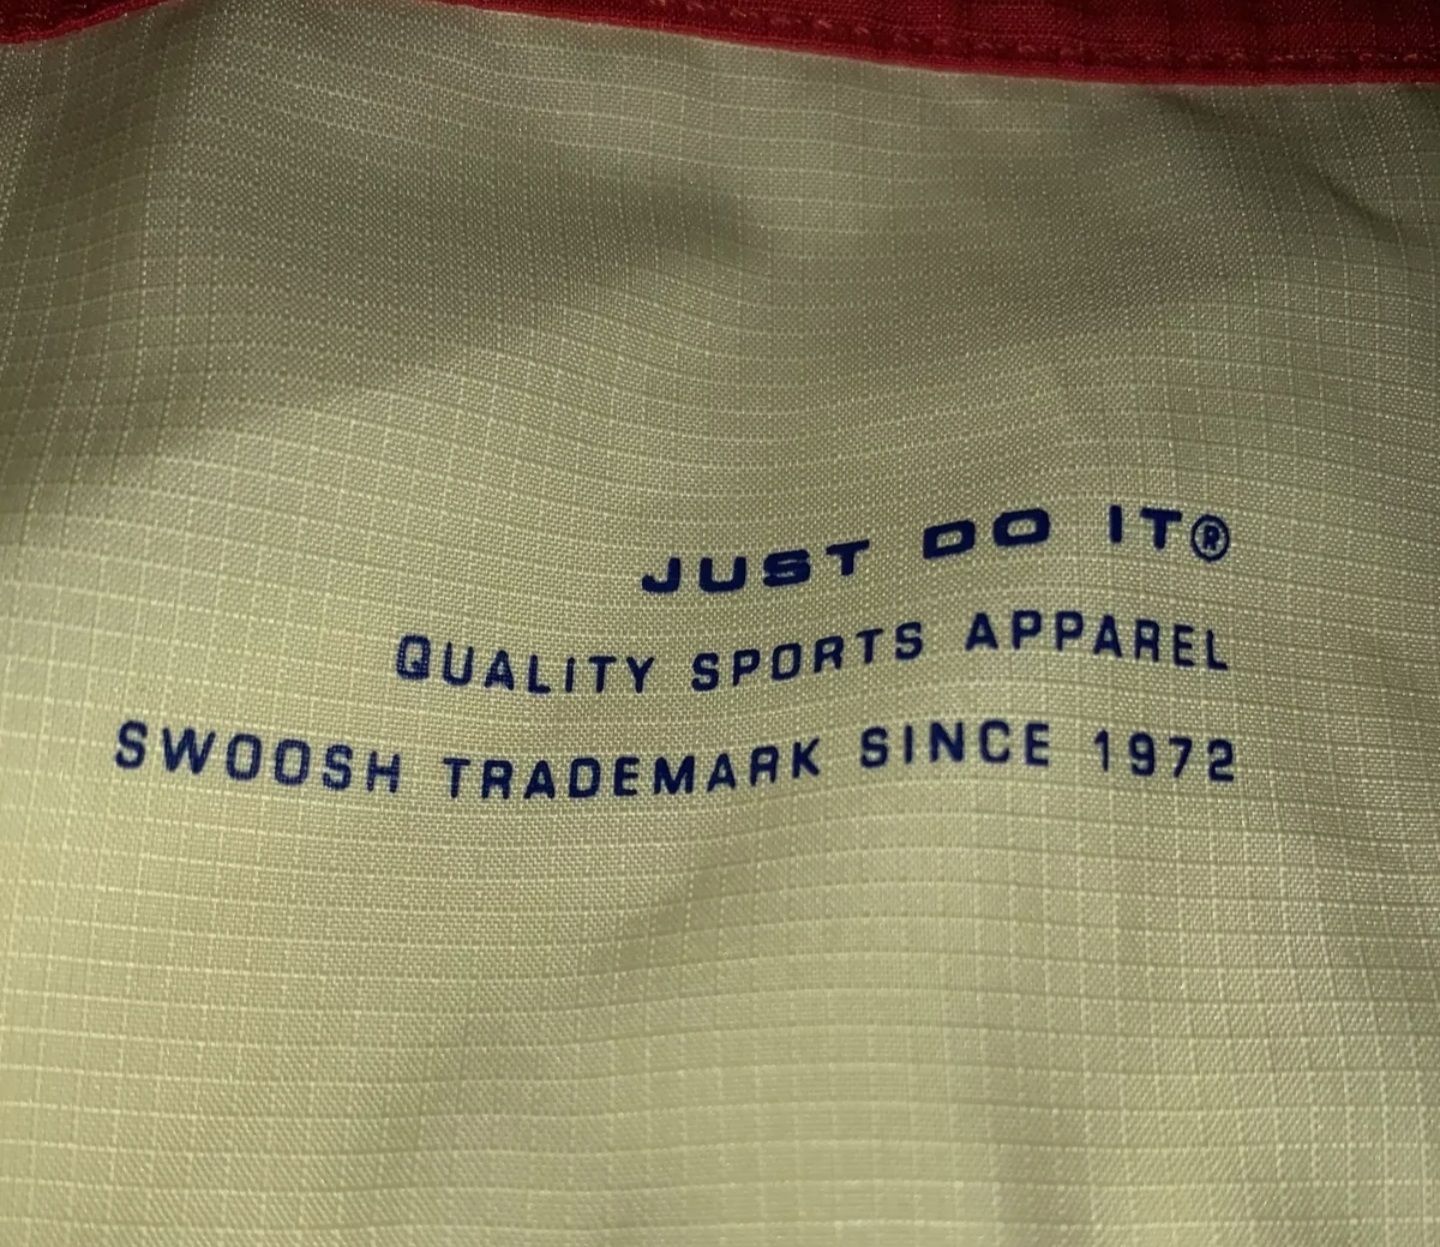 JUST DO IT®
QUALITY SPORTS APPAREL
SWOOSH TRADEMARK SINCE 1972